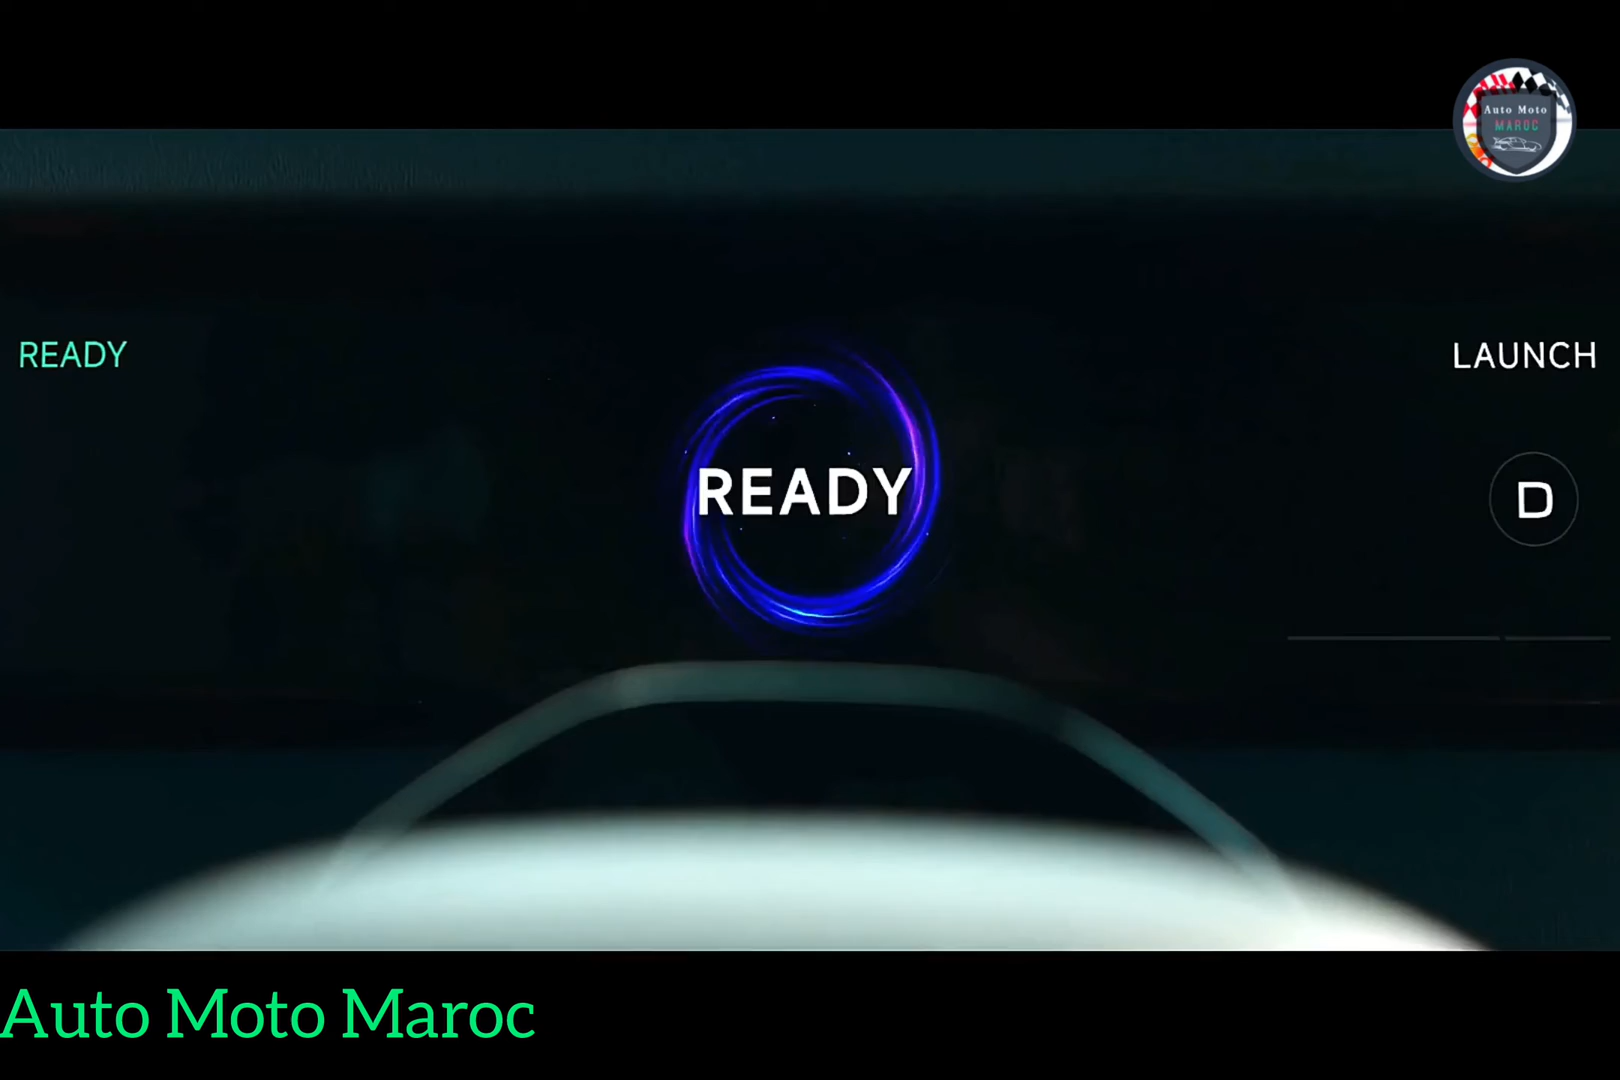 Auto Moto
MAROC
READY
LAUNCH
READY
D
Auto Moto Maroc